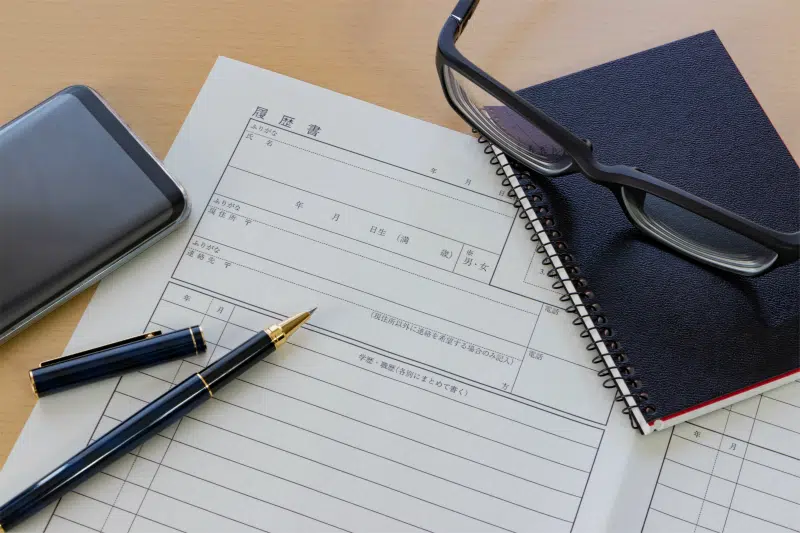 履歴書
年 月 日
ふりがな
氏 名
年 月 日生 (満 歳) ※ 男・女
ふりがな
現住所 〒
電話
ふりがな
連絡先 〒
(現住所以外に連絡を希望する場合のみ記入)
電話
方
年 月 学歴・職歴(各別にまとめて書く)
年 月